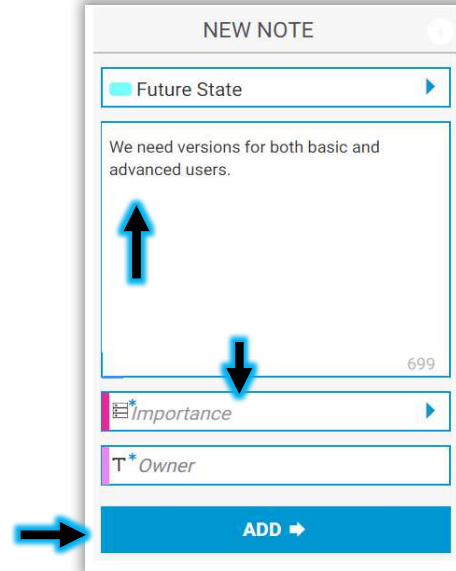 NEW NOTE
Future State
We need versions for both basic and
advanced users.
699
*Importance
T*Owner
ADD